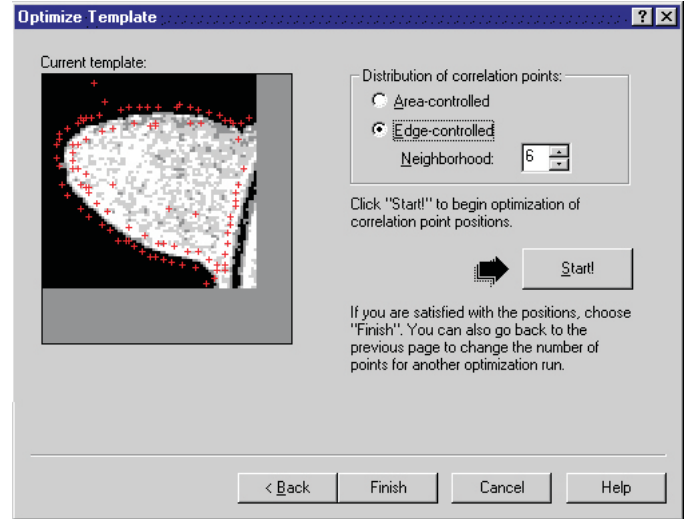 Optimize Template
Current template:
Distribution of correlation points:
Area-controlled
Edge-controlled
Neighborhood: 6
Click "Start!" to begin optimization of
correlation point positions.
Start!
If you are satisfied with the positions, choose
"Finish". You can also go back to the
previous page to change the number of
points for another optimization run.
< Back Finish Cancel Help